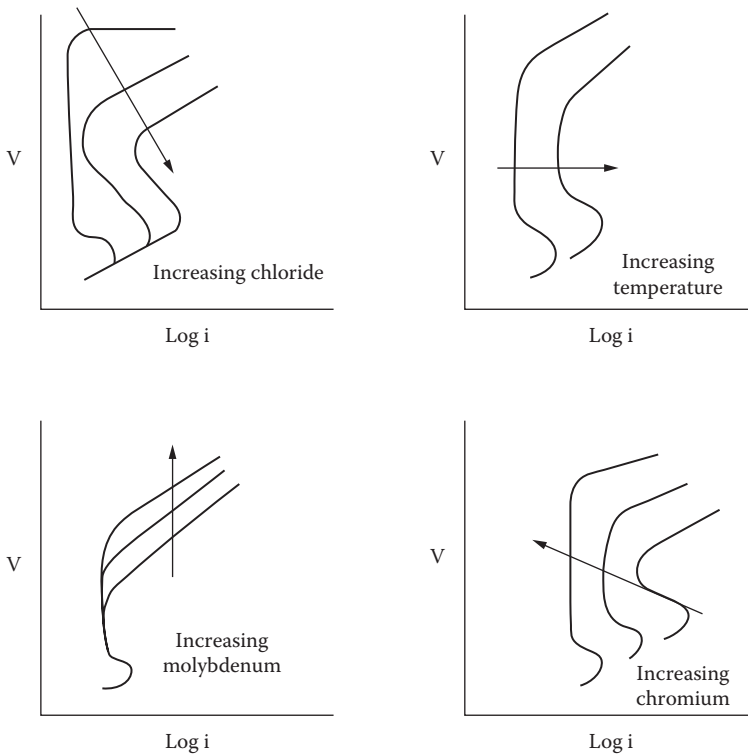 V
Increasing chloride
Log i
V
Increasing
temperature
Log i
V
Increasing
molybdenum
Log i
V
Increasing
chromium
Log i